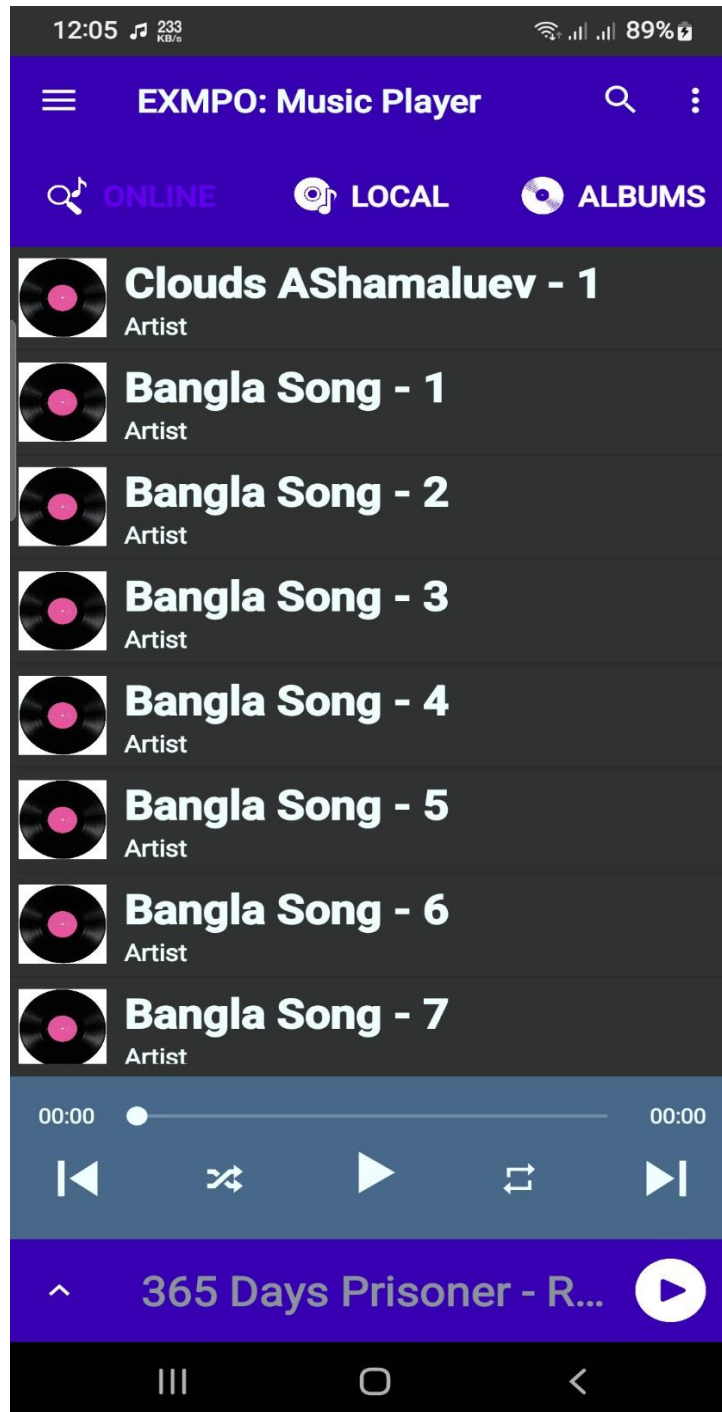 12:05 233 KB/s 89%
EXMPO: Music Player
ONLINE LOCAL ALBUMS
Clouds AShamaluev - 1
Artist
Bangla Song - 1
Artist
Bangla Song - 2
Artist
Bangla Song - 3
Artist
Bangla Song - 4
Artist
Bangla Song - 5
Artist
Bangla Song - 6
Artist
Bangla Song - 7
Artist
00:00 00:00
365 Days Prisoner - R...